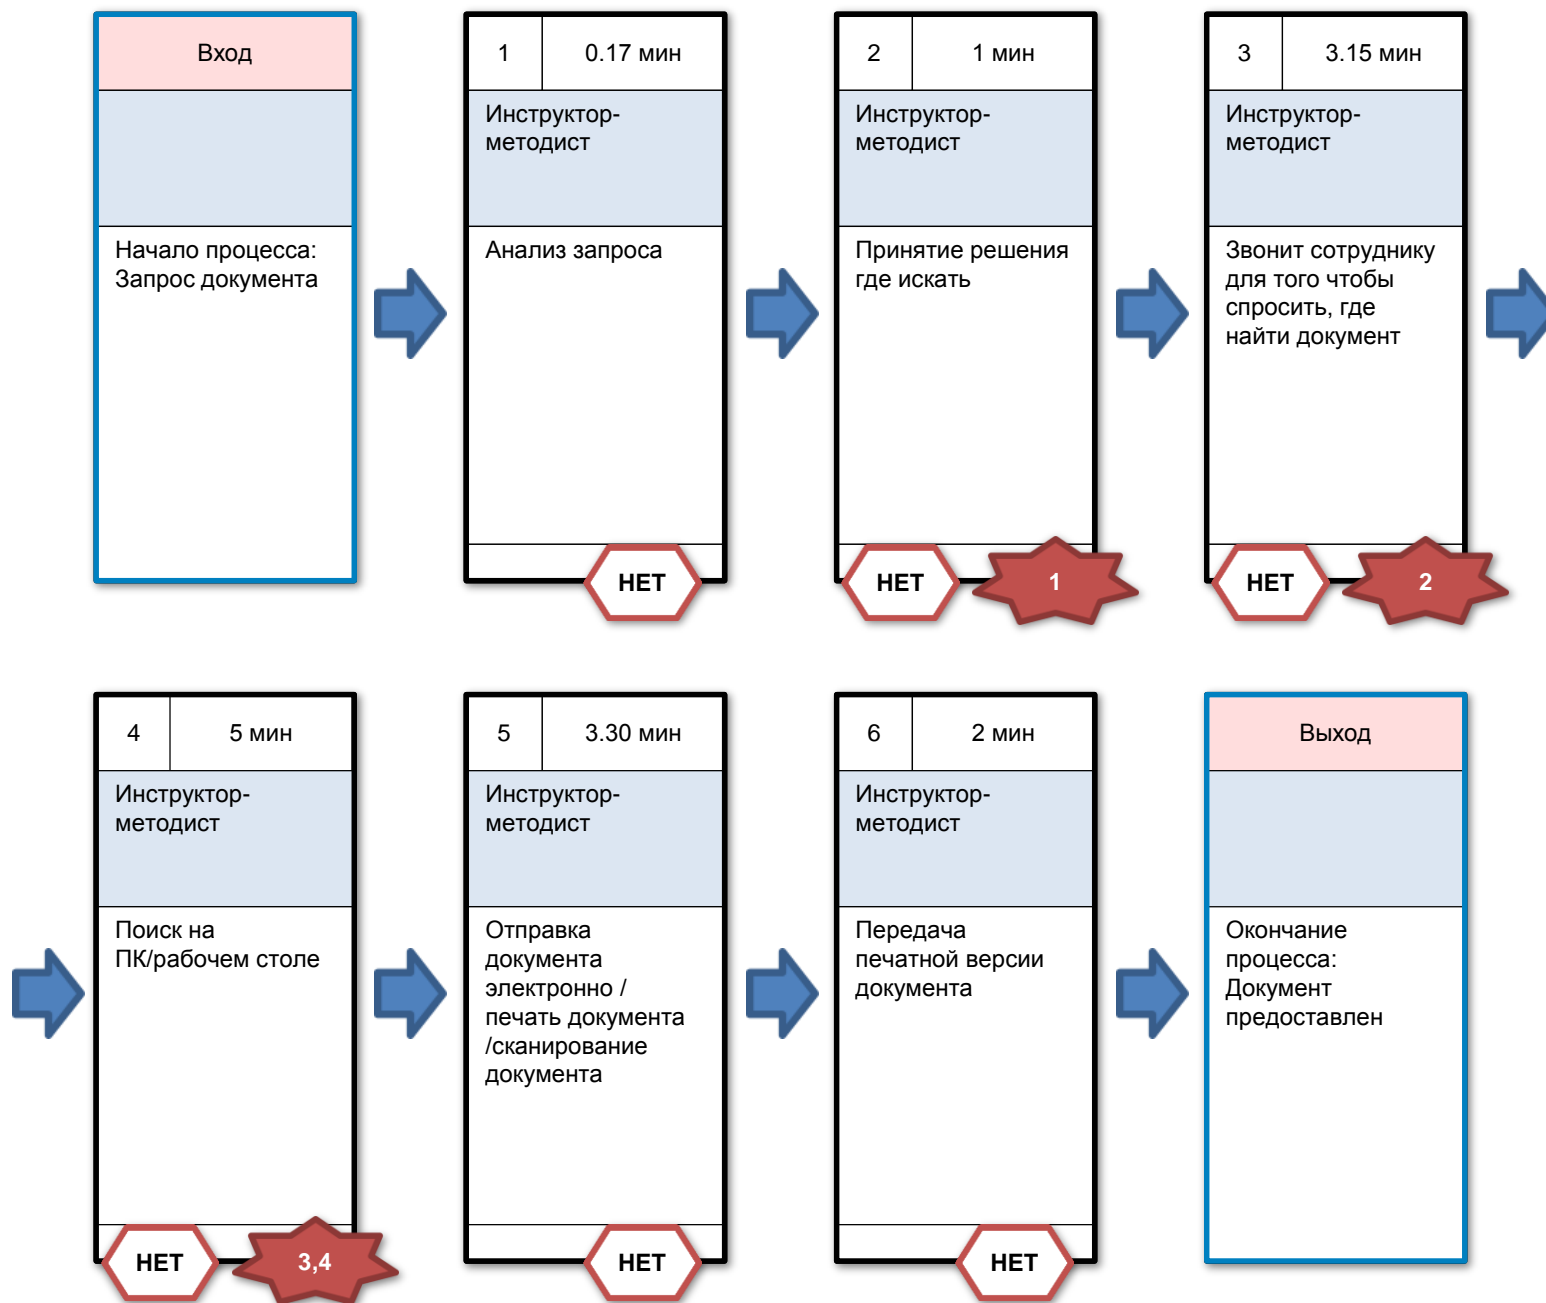 Вход
Начало процесса:
Запрос документа
1
0.17 мин
Инструктор-
методист
Анализ запроса
НЕТ
2
1 мин
Инструктор-
методист
Принятие решения
где искать
НЕТ
1
3
3.15 мин
Инструктор-
методист
Звонит сотруднику
для того чтобы
спросить, где
найти документ
НЕТ
2
4
5 мин
Инструктор-
методист
Поиск на
ПК/рабочем столе
НЕТ
3,4
5
3.30 мин
Инструктор-
методист
Отправка
документа
электронно /
печать документа
/сканирование
документа
НЕТ
6
2 мин
Инструктор-
методист
Передача
печатной версии
документа
НЕТ
Выход
Окончание
процесса:
Документ
предоставлен